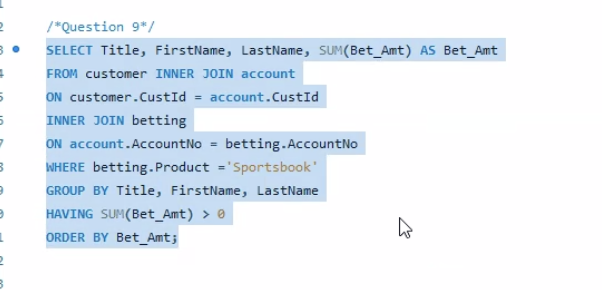 /*Question 9*/
SELECT Title, FirstName, LastName, SUM(Bet_Amt) AS Bet_Amt
FROM customer INNER JOIN account
ON customer.CustId = account.CustId
INNER JOIN betting
ON account.AccountNo = betting.AccountNo
WHERE betting.Product ='Sportsbook'
GROUP BY Title, FirstName, LastName
HAVING SUM(Bet_Amt) > 0
ORDER BY Bet_Amt;